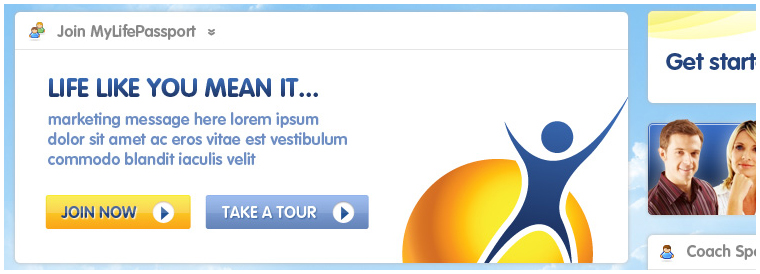 Join MyLifePassport
LIFE LIKE YOU MEAN IT...
marketing message here lorem ipsum
dolor sit amet ac eros vitae est vestibulum
commodo blandit iaculis velit
JOIN NOW
TAKE A TOUR
Get start
Coach Spe